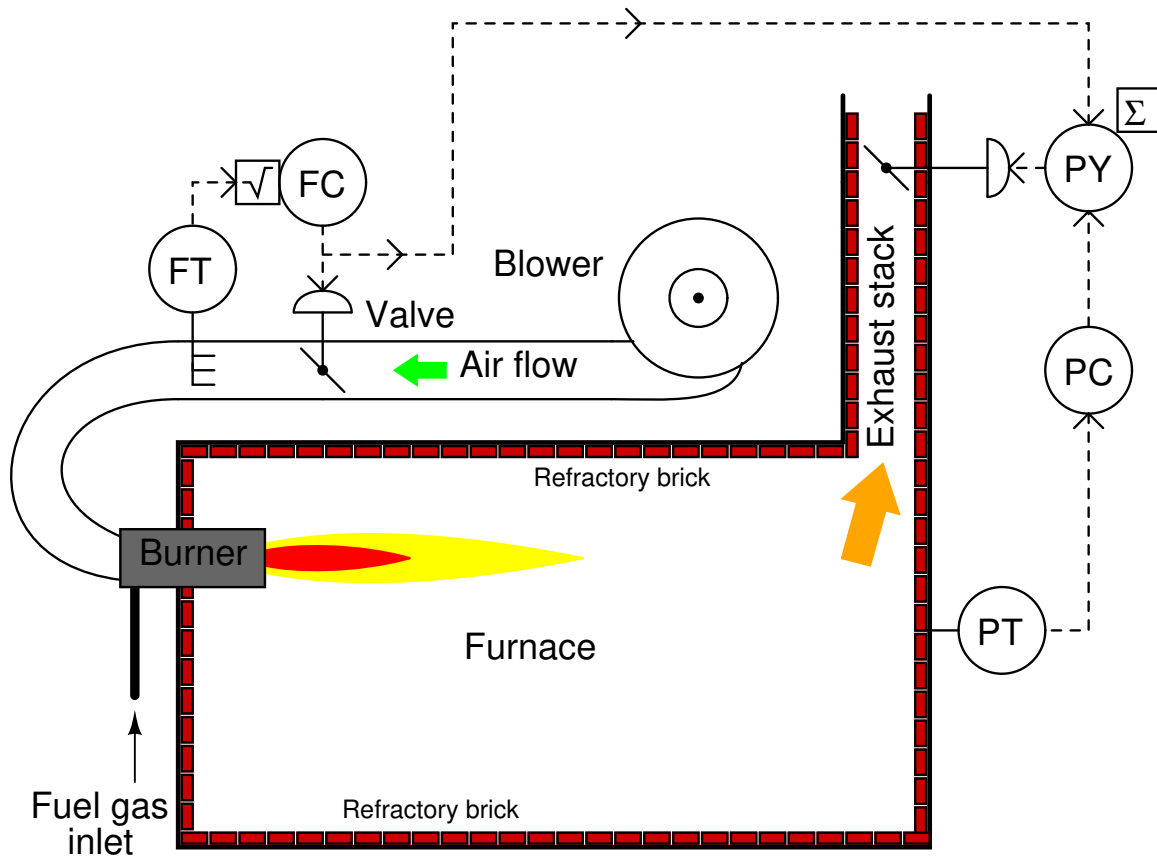 Σ
√
FC
PY
FT
Blower
Valve
Air flow
Exhaust stack
PC
Refractory brick
Burner
Furnace
PT
Fuel gas
inlet
Refractory brick